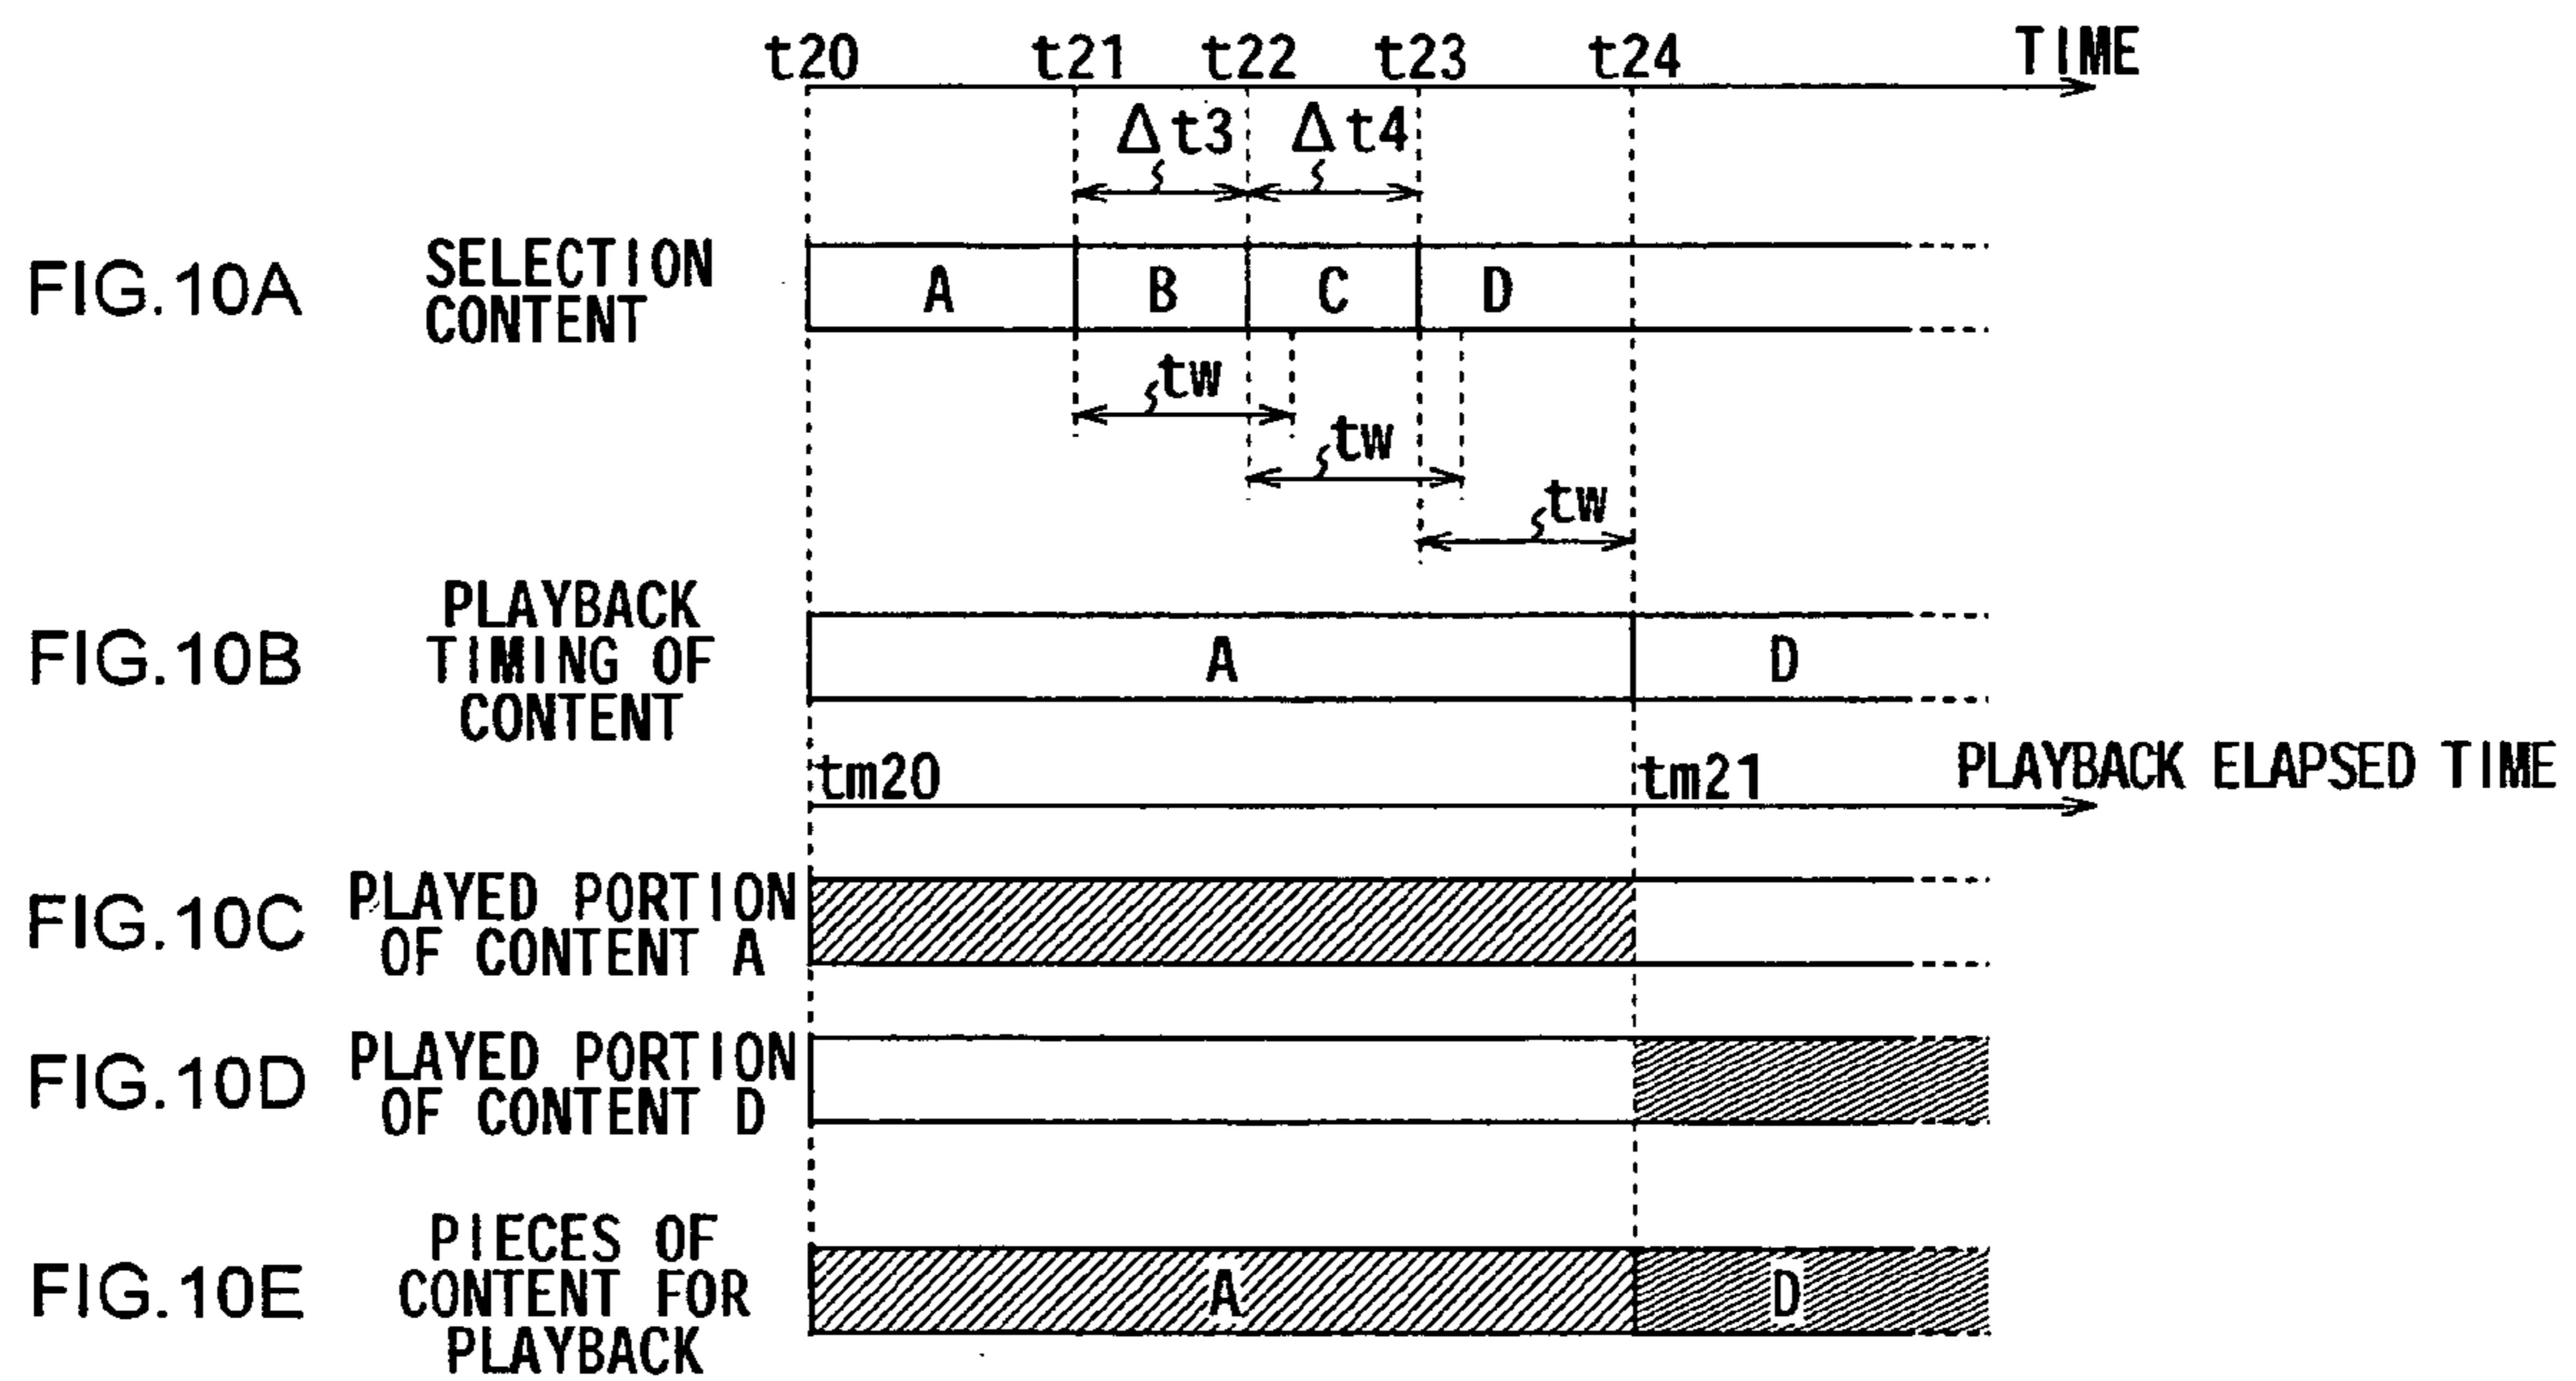 t20 t21 t22 t23 t24 TIME
Δt3 Δt4
FIG.10A SELECTION CONTENT A B C D
tw
tw
tw
FIG.10B PLAYBACK TIMING OF CONTENT A D
tm20 tm21 PLAYBACK ELAPSED TIME
FIG.10C PLAYED PORTION OF CONTENT A
FIG.10D PLAYED PORTION OF CONTENT D
FIG.10E PIECES OF CONTENT FOR PLAYBACK A D